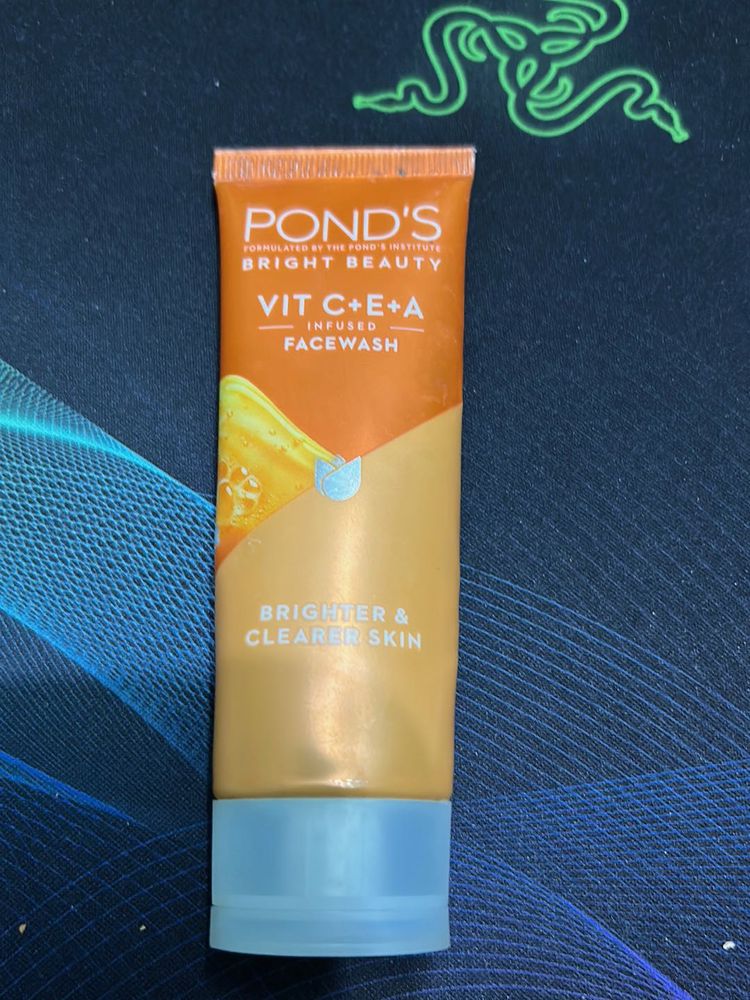 POND'S
FORMULATED BY THE POND'S INSTITUTE
BRIGHT BEAUTY
VIT C+E+A
INFUSED
FACEWASH
BRIGHTER &
CLEARER SKIN